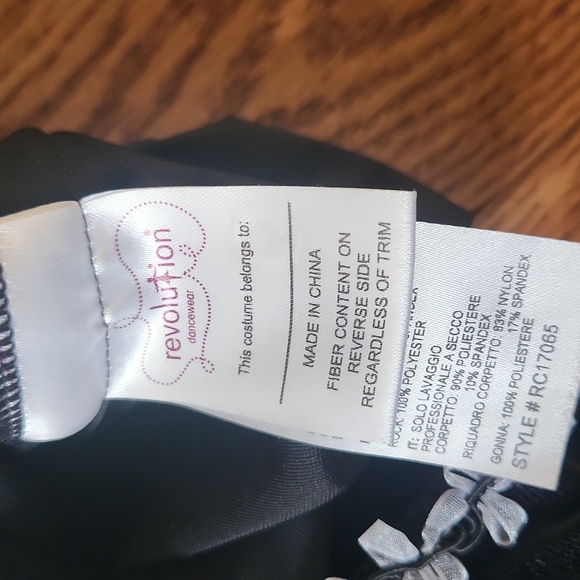 revolution
dancewear
This costume belongs to:
MADE IN CHINA
FIBER CONTENT ON
REVERSE SIDE
REGARDLESS OF TRIM
ROCK: 100% POLYESTER
IT: SOLO LAVAGGIO
PROFESSIONALE A SECCO
CORPETTO: 90% POLIESTERE
10% SPANDEX
RIQUADRO CORPETTO: 83% NYLON
17% SPANDEX
GONNA: 100% POLIESTERE
STYLE # RC17065